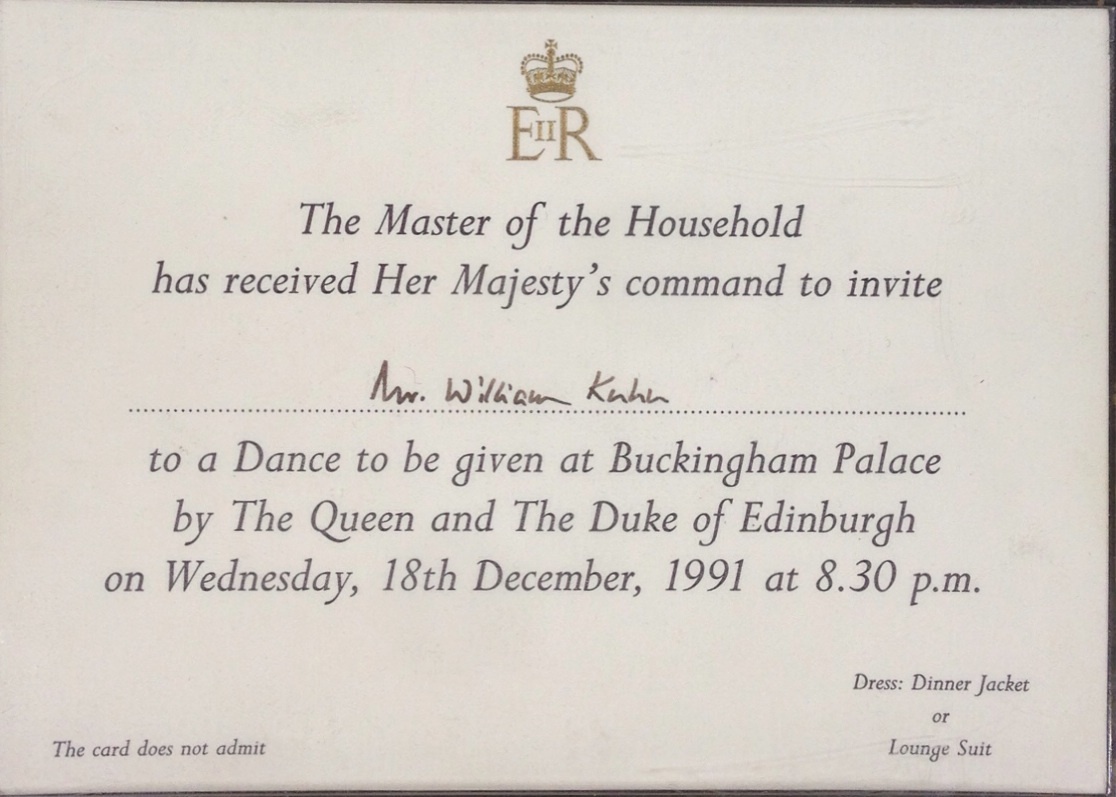 EIIR
The Master of the Household
has received Her Majesty's command to invite
Mr. William Kuhn
to a Dance to be given at Buckingham Palace
by The Queen and The Duke of Edinburgh
on Wednesday, 18th December, 1991 at 8.30 p.m.
Dress: Dinner Jacket
or
Lounge Suit
The card does not admit